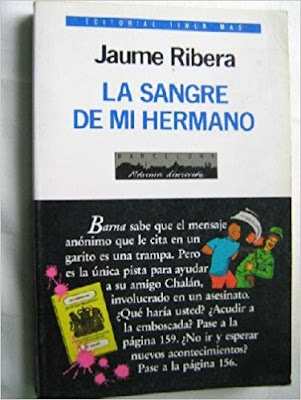 EDITORIAL TIMUN MAS
Jaume Ribera
LA SANGRE
DE MI HERMANO
BARCELONA
Barna sabe que el mensaje
anónimo que le cita en un
garito es una trampa. Pero
es la única pista para ayudar
a su amigo Chalán,
involucrado en un asesinato.
¿Qué haría usted? ¿Acudir a
la emboscada? Pase a la
página 159. ¿No ir y esperar
nuevos acontecimientos?
Pase a la página 156.